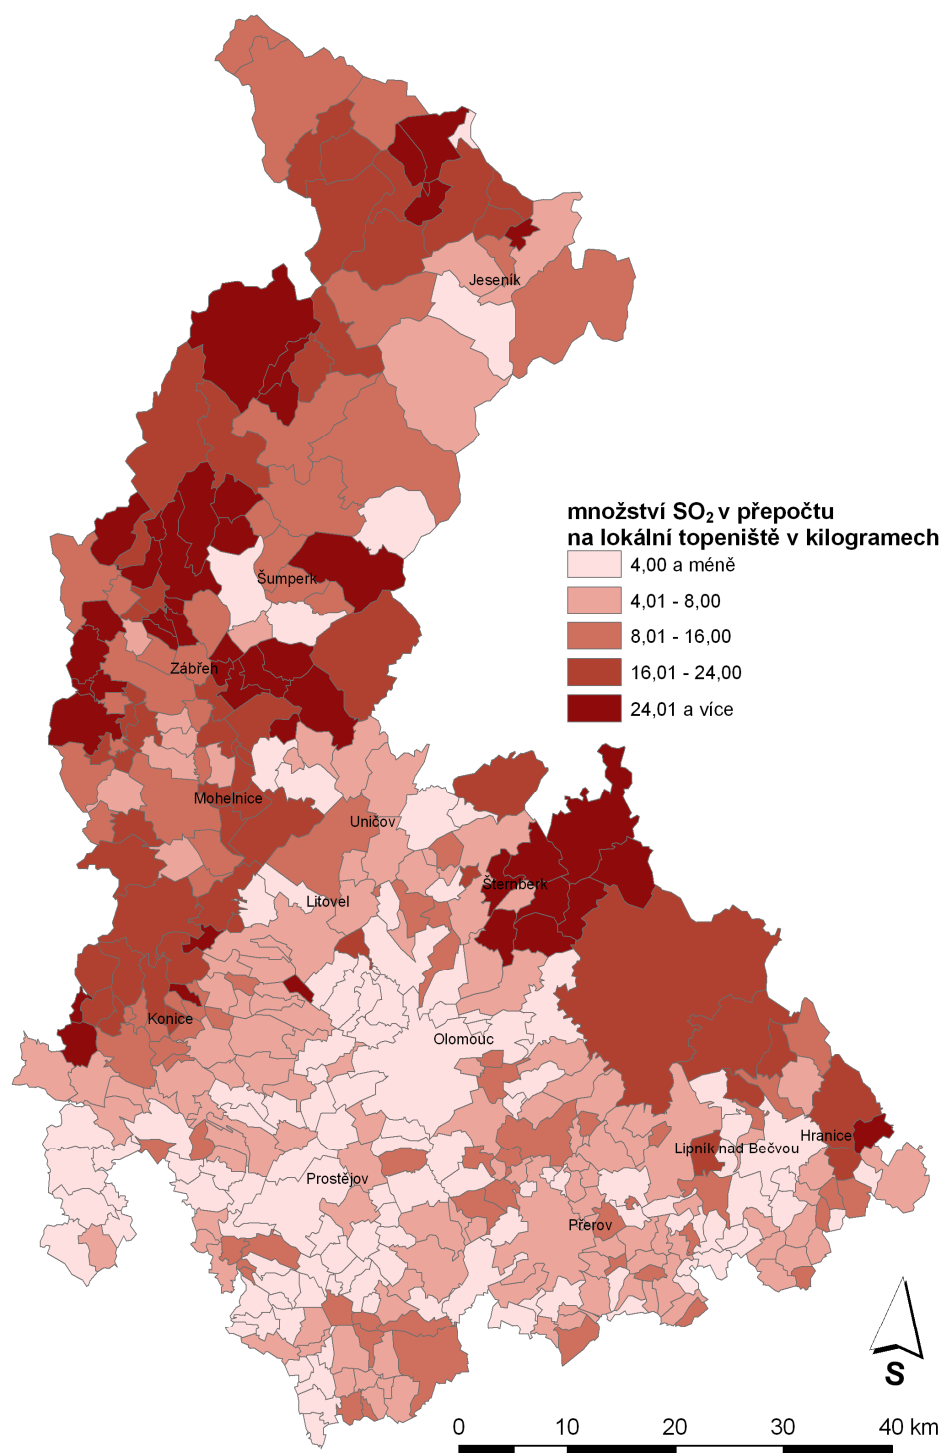 Jeseník
množství SO₂ v přepočtu
na lokální topeniště v kilogramech
4,00 a méně
4,01 - 8,00
8,01 - 16,00
16,01 - 24,00
24,01 a více
Šumperk
Zábřeh
Mohelnice
Uničov
Šternberk
Litovel
Konice
Olomouc
Hranice
Lipník nad Bečvou
Prostějov
Přerov
S
0 10 20 30 40 km